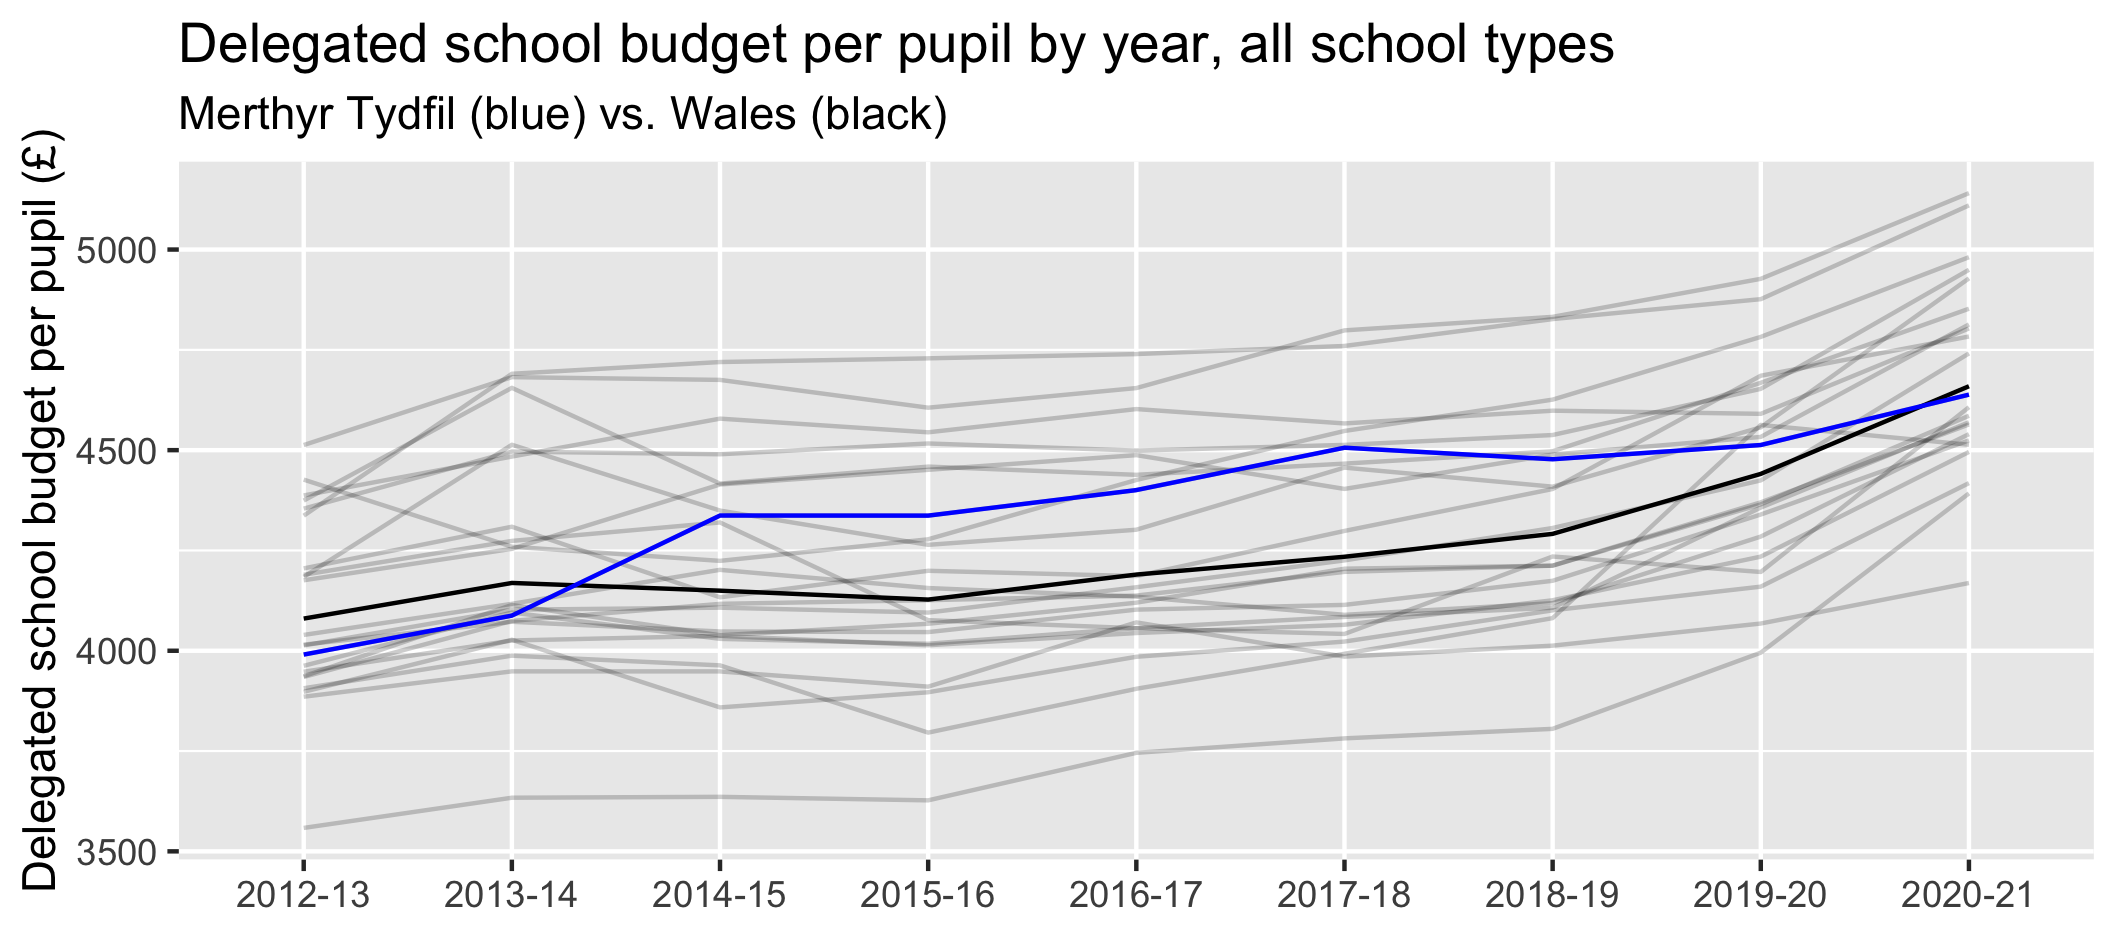 Delegated school budget per pupil by year, all school types
Merthyr Tydfil (blue) vs. Wales (black)
Delegated school budget per pupil (£)
5000
4500
4000
3500
2012-13 2013-14 2014-15 2015-16 2016-17 2017-18 2018-19 2019-20 2020-21